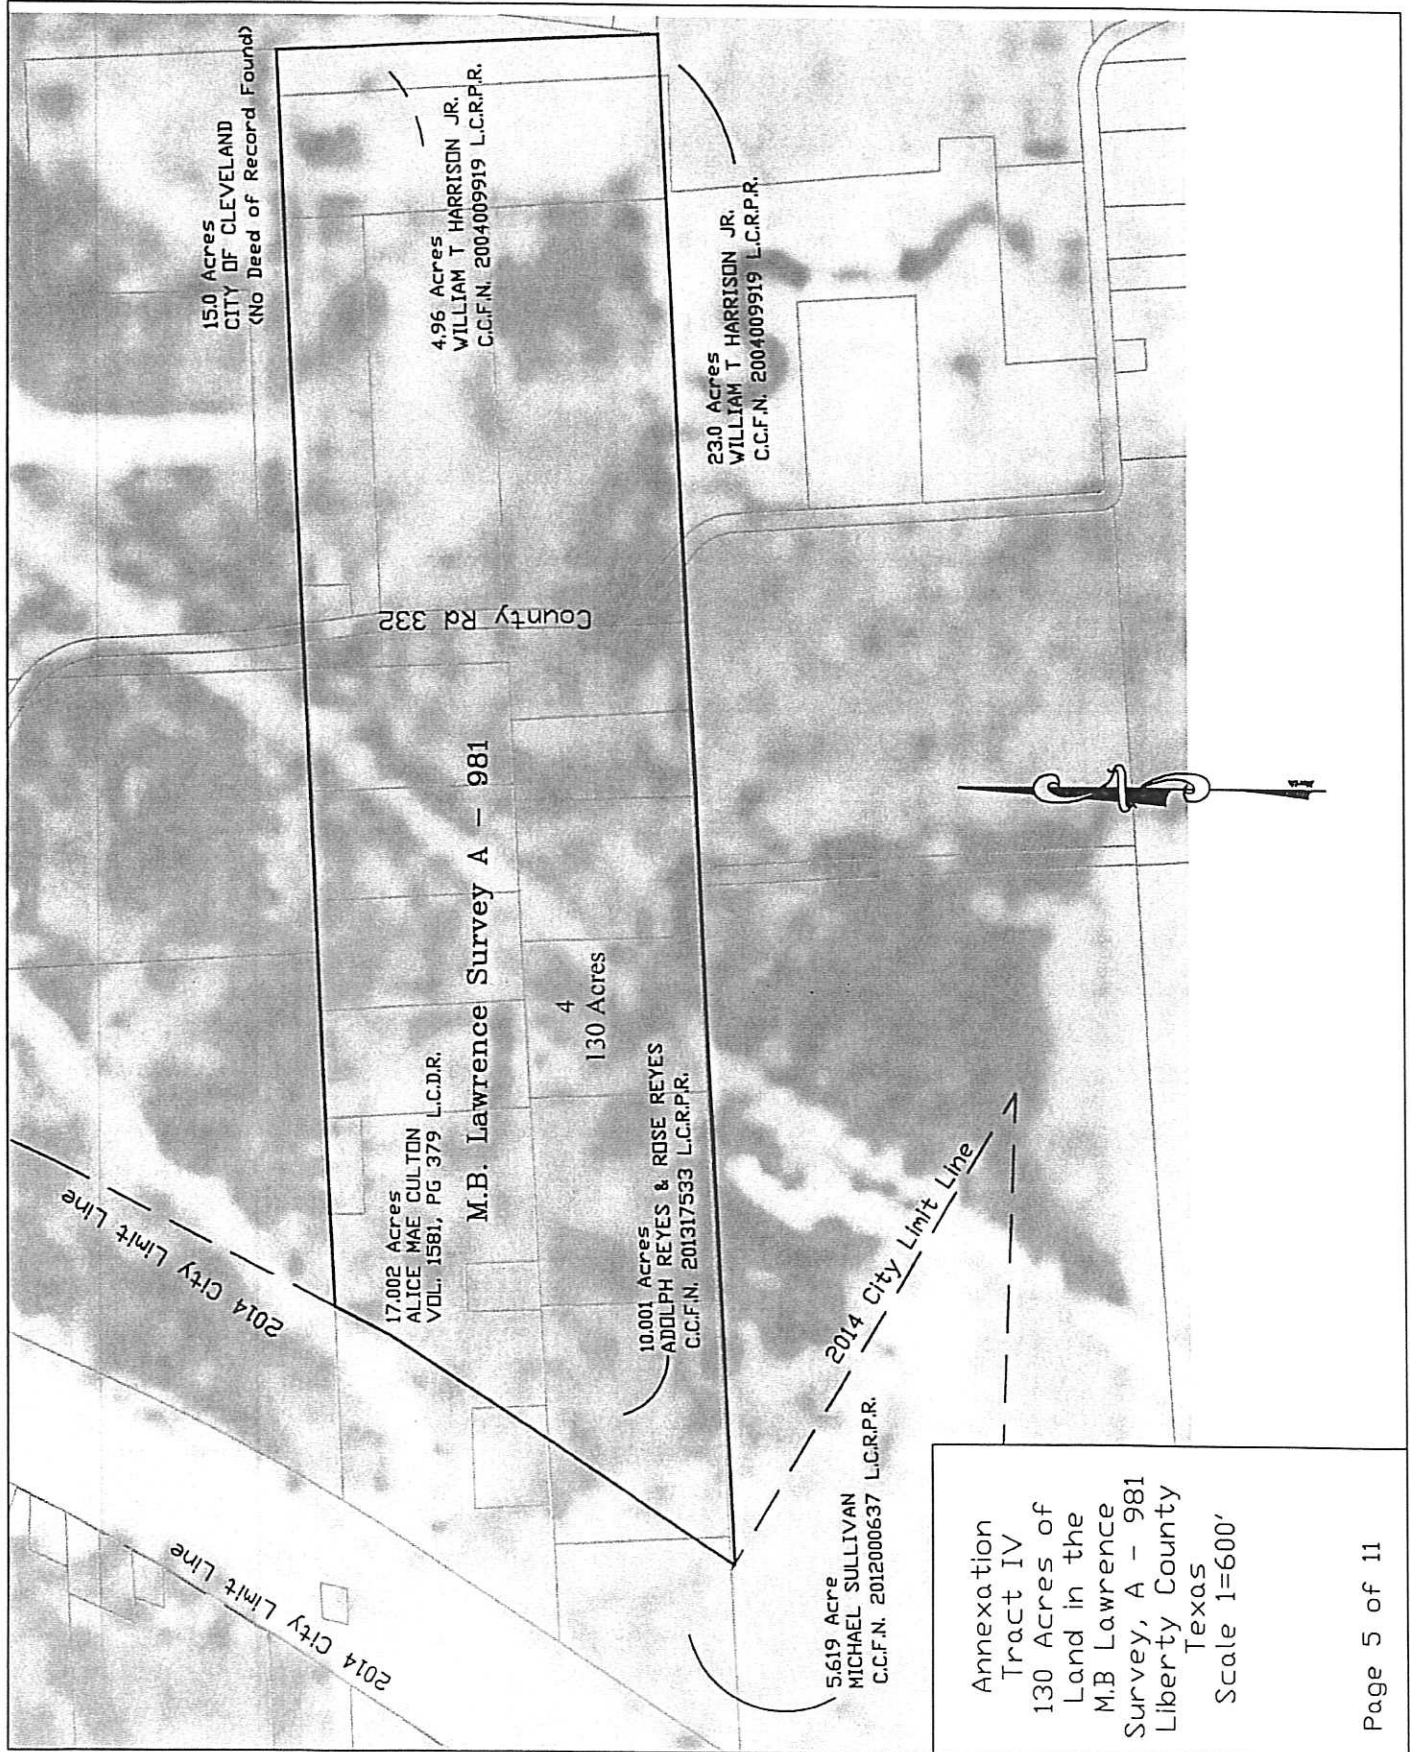 15.0 Acres
CITY OF CLEVELAND
(No Deed of Record Found)
4.96 Acres
WILLIAM T HARRISON JR.
C.C.F.N. 2004009919 L.C.R.P.R.
23.0 Acres
WILLIAM T HARRISON JR.
C.C.F.N. 2004009919 L.C.R.P.R.
County Rd 332
M.B. Lawrence Survey A - 981
4
130 Acres
17.002 Acres
ALICE MAE CULTON
VOL. 1581, PG 379 L.C.D.R.
10.001 Acres
ADOLPH REYES & ROSE REYES
C.C.F.N. 201317533 L.C.R.P.R.
2014 City Limit Line
2014 City Limit Line
2014 City Limit Line
5.619 Acre
MICHAEL SULLIVAN
C.C.F.N. 2012000637 L.C.R.P.R.
Annexation
Tract IV
130 Acres of
Land in the
M.B Lawrence
Survey, A - 981
Liberty County
Texas
Scale 1=600'
Page 5 of 11